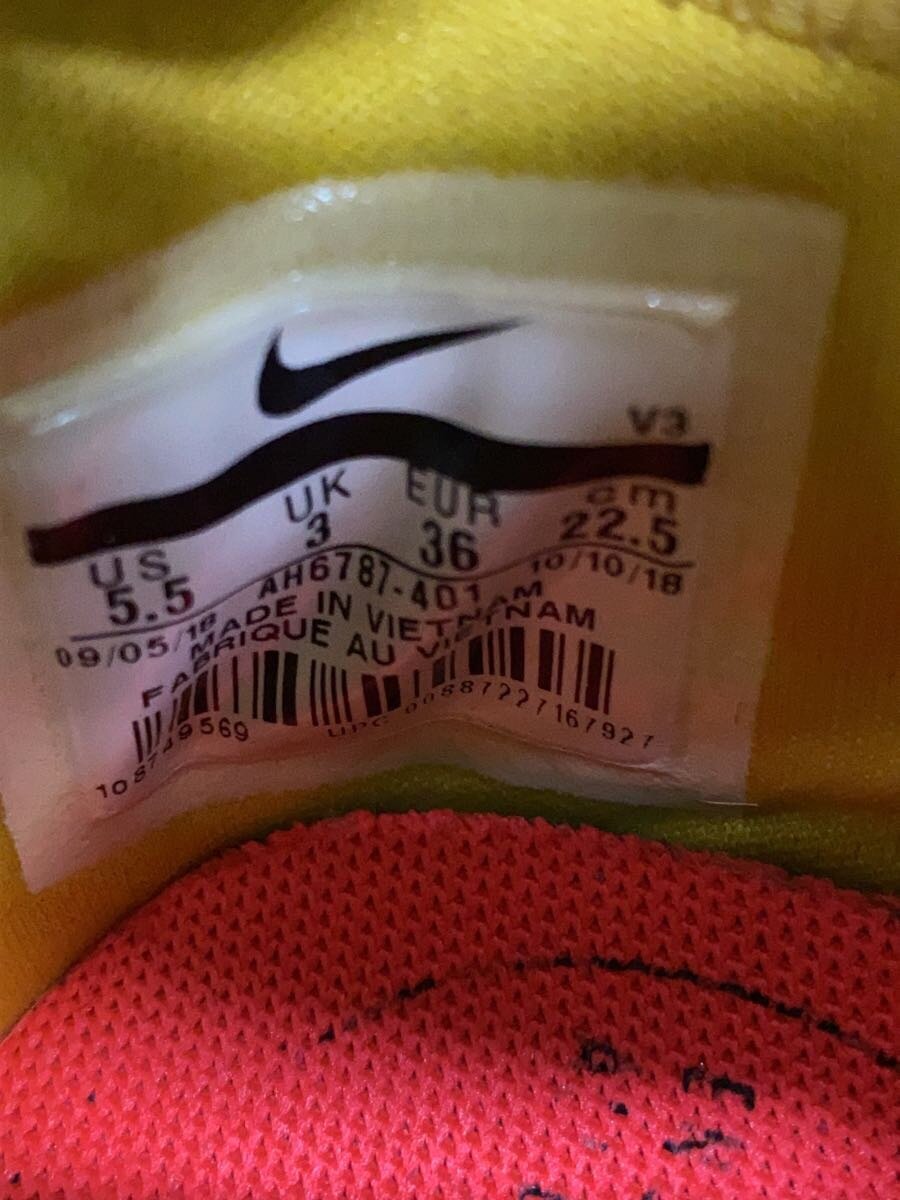 V3
US UK EUR cm
5.5 3 36 22.5
09/05/18 AH6787-401 10/10/18
MADE IN VIETNAM
FABRIQUE AU VIETNAM
108749569 UPC 00887227167927